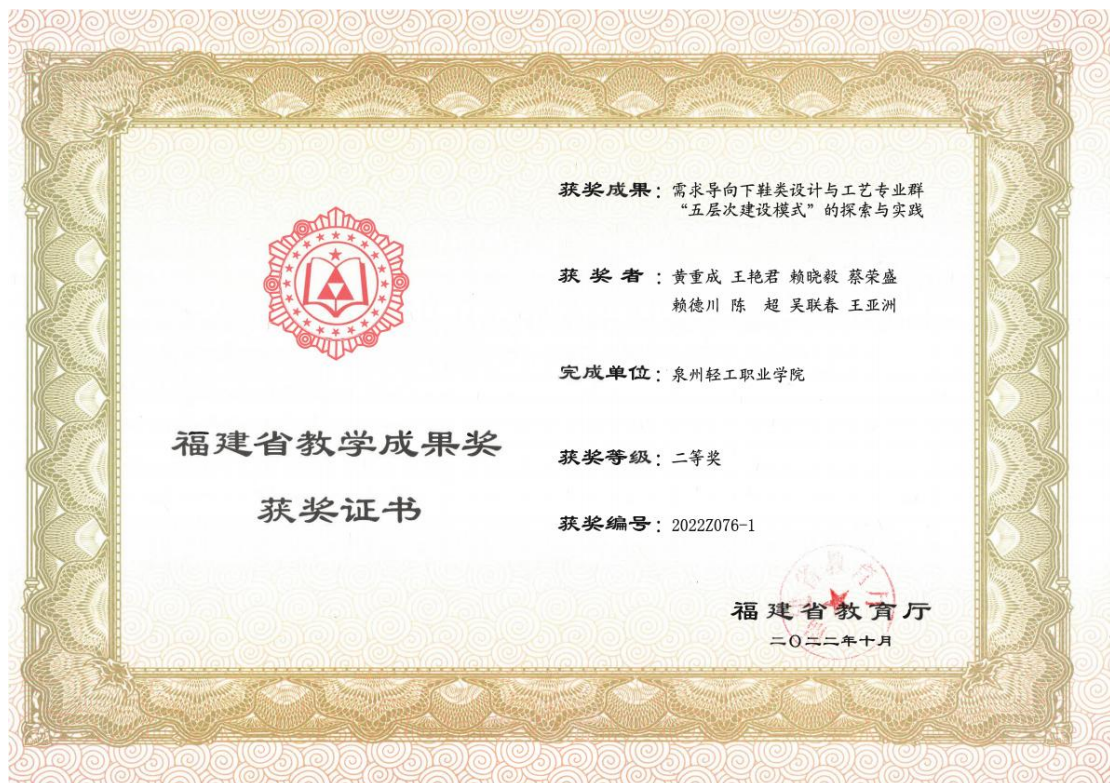 福建省教学成果奖
获奖证书
获奖成果：需求导向下鞋类设计与工艺专业群
“五层次建设模式”的探索与实践
获 奖 者：黄重成 王艳君 赖晓毅 蔡荣盛
赖德川 陈　超 吴联春 王亚洲
完成单位：泉州轻工职业学院
获奖等级：二等奖
获奖编号：2022Z076-1
福建省教育厅
二〇二二年十月